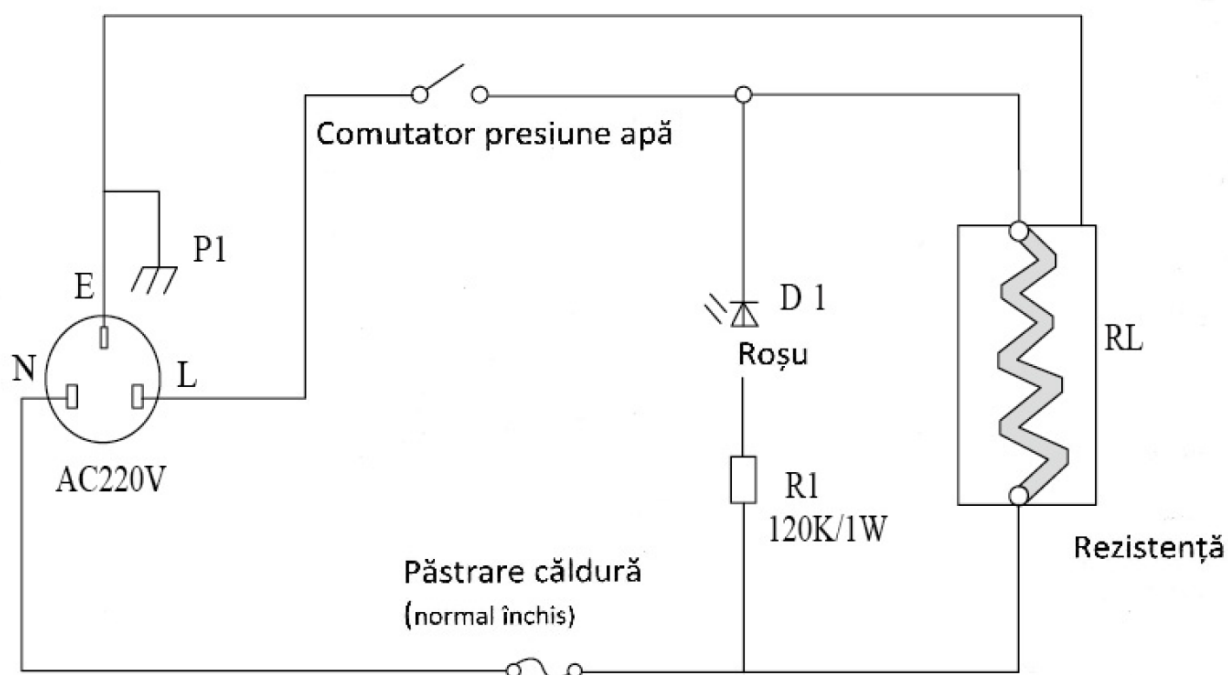 Comutator presiune apă
P1
E
N
L
AC220V
D 1
Roșu
RL
R1
120K/1W
Rezistență
Păstrare căldură
(normal închis)